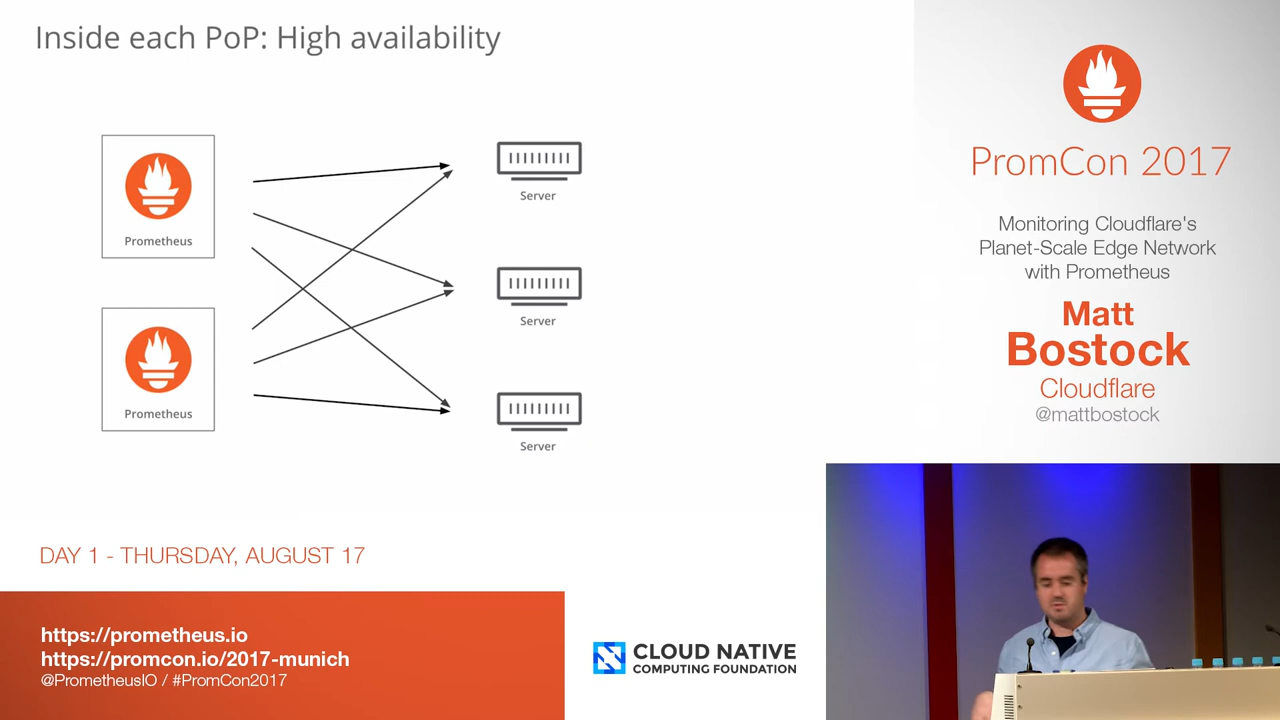 Inside each PoP: High availability
Prometheus
Prometheus
Server
Server
Server
PromCon 2017
Monitoring Cloudflare's
Planet-Scale Edge Network
with Prometheus
Matt
Bostock
Cloudflare
@mattbostock
DAY 1 - THURSDAY, AUGUST 17
https://prometheus.io
https://promcon.io/2017-munich
@PrometheusIO / #PromCon2017
CLOUD NATIVE
COMPUTING FOUNDATION